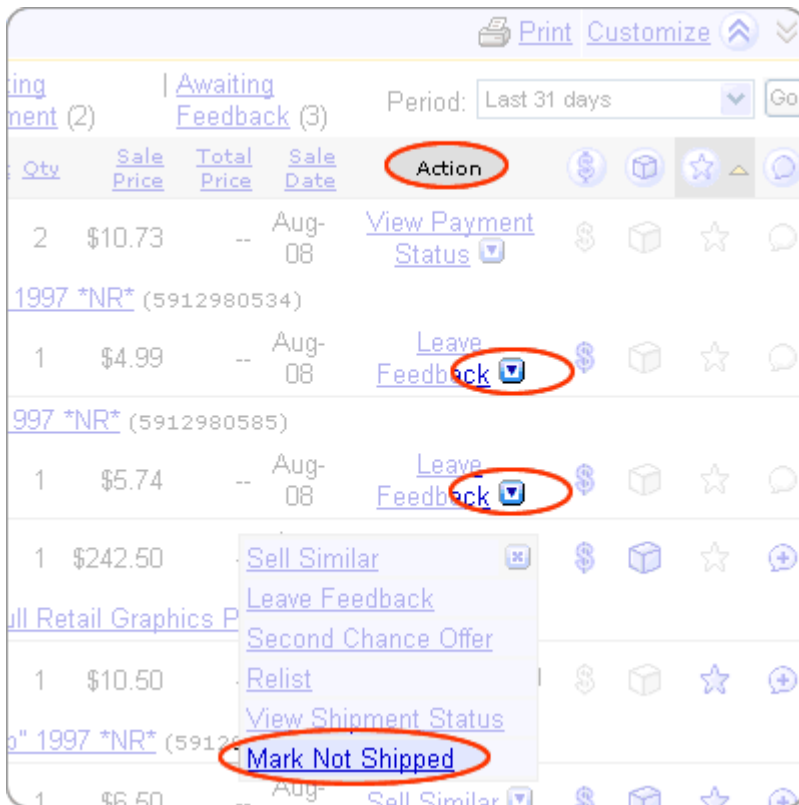 Print Customize
ing | Awaiting
ment (2) Feedback (3) Period: Last 31 days Go
Qty Sale Price Total Price Sale Date Action
2 $10.73 -- Aug-08 View Payment Status
1997 *NR* (5912980534)
1 $4.99 -- Aug-08 Leave Feedback
997 *NR* (5912980585)
1 $5.74 -- Aug-08 Leave Feedback
1 $242.50
Sell Similar
Leave Feedback
ull Retail Graphics P
Second Chance Offer
1 $10.50
Relist
View Shipment Status
" 1997 *NR* (5912
Mark Not Shipped
1 $6.50 Aug- Sell Similar